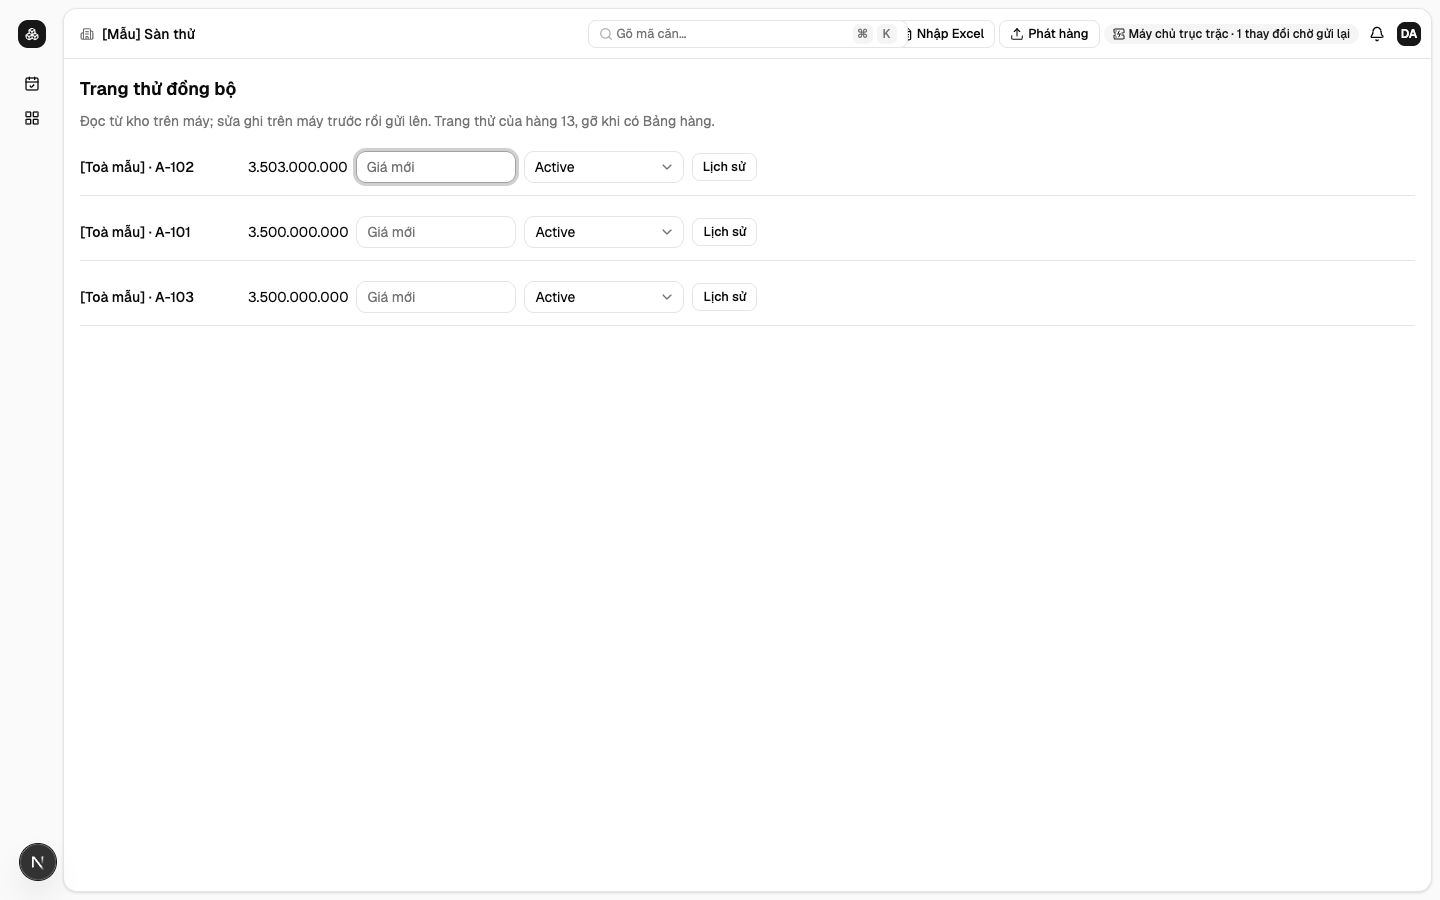 [Mẫu] Sàn thử
Gõ mã căn...
⌘ K
Nhập Excel
Phát hàng
Máy chủ trục trặc · 1 thay đổi chờ gửi lại
DA
Trang thử đồng bộ
Đọc từ kho trên máy; sửa ghi trên máy trước rồi gửi lên. Trang thử của hàng 13, gỡ khi có Bảng hàng.
[Toà mẫu] · A-102 3.503.000.000 Giá mới Active Lịch sử
[Toà mẫu] · A-101 3.500.000.000 Giá mới Active Lịch sử
[Toà mẫu] · A-103 3.500.000.000 Giá mới Active Lịch sử
N